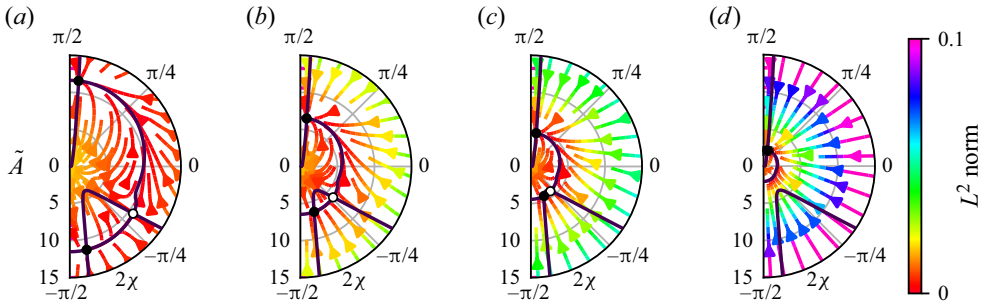 (a) (b) (c) (d)
π/2 π/2 π/2 π/2 0.1
π/4 π/4 π/4 π/4
Ã 0 0 0 0 0 0 0 0 L² norm
5 5 5 5
10 −π/4 10 −π/4 10 −π/4 10 −π/4
15 2χ 15 2χ 15 2χ 15 2χ 0
−π/2 −π/2 −π/2 −π/2